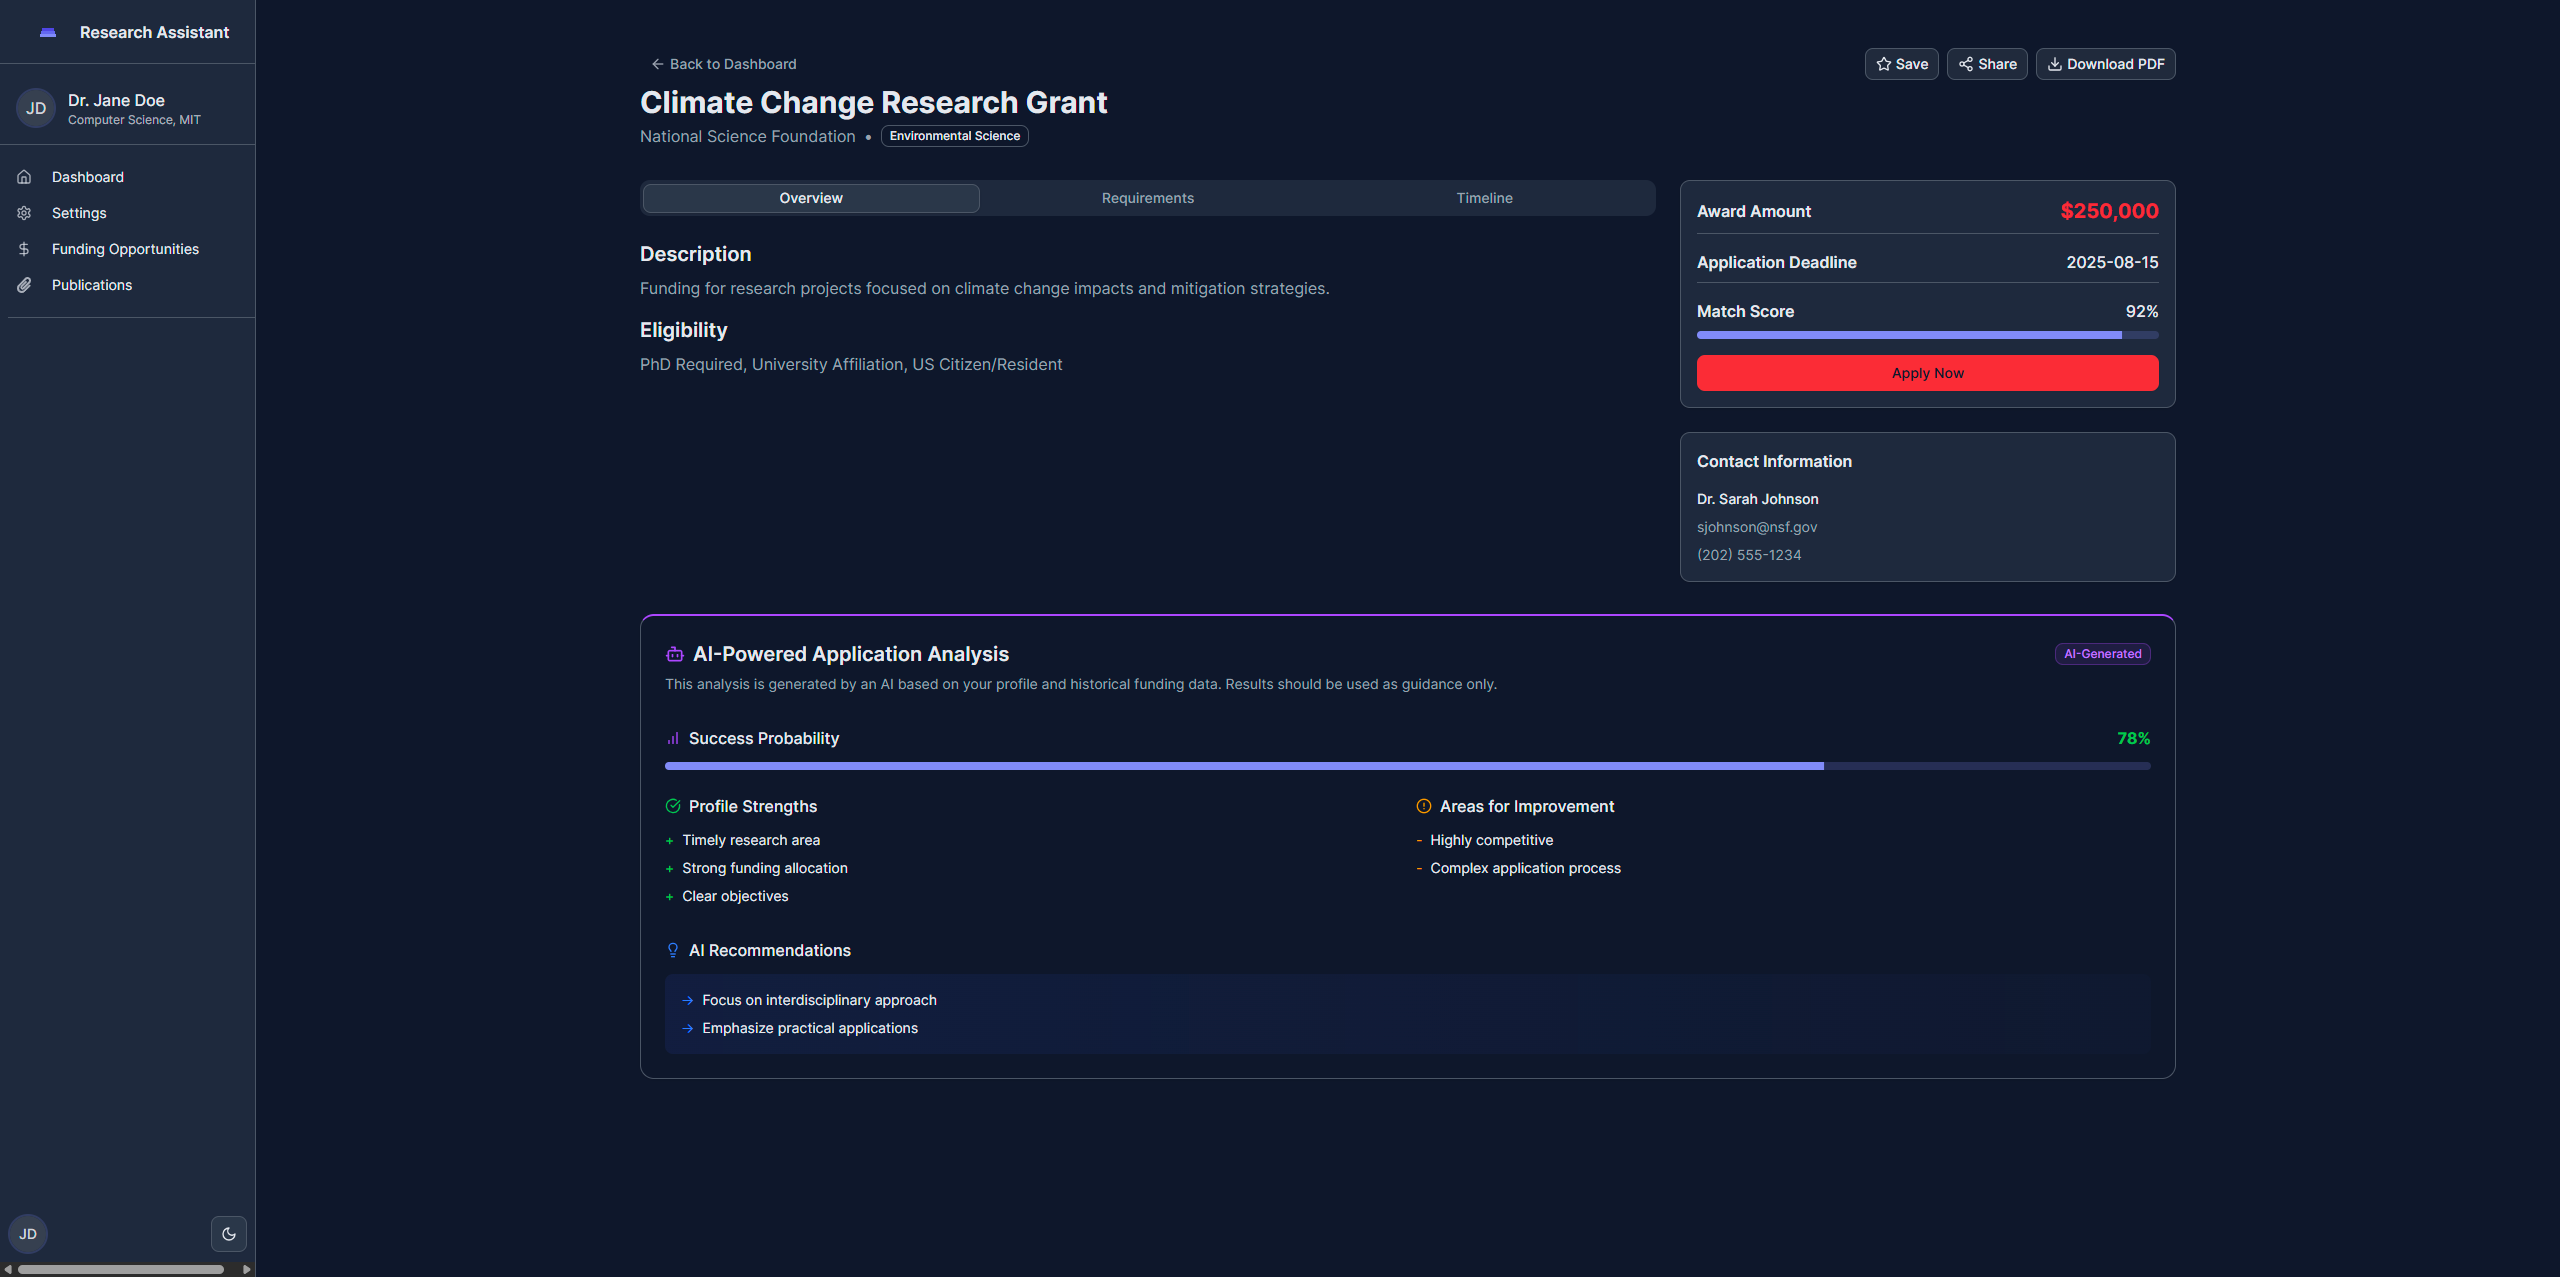 Research Assistant
JD
Dr. Jane Doe
Computer Science, MIT
Dashboard
Settings
Funding Opportunities
Publications
JD
Back to Dashboard
Save
Share
Download PDF
Climate Change Research Grant
National Science Foundation • Environmental Science
Overview
Requirements
Timeline
Description
Funding for research projects focused on climate change impacts and mitigation strategies.
Eligibility
PhD Required, University Affiliation, US Citizen/Resident
Award Amount $250,000
Application Deadline 2025-08-15
Match Score 92%
Apply Now
Contact Information
Dr. Sarah Johnson
sjohnson@nsf.gov
(202) 555-1234
AI-Powered Application Analysis
AI-Generated
This analysis is generated by an AI based on your profile and historical funding data. Results should be used as guidance only.
Success Probability 78%
Profile Strengths
+ Timely research area
+ Strong funding allocation
+ Clear objectives
Areas for Improvement
- Highly competitive
- Complex application process
AI Recommendations
→ Focus on interdisciplinary approach
→ Emphasize practical applications